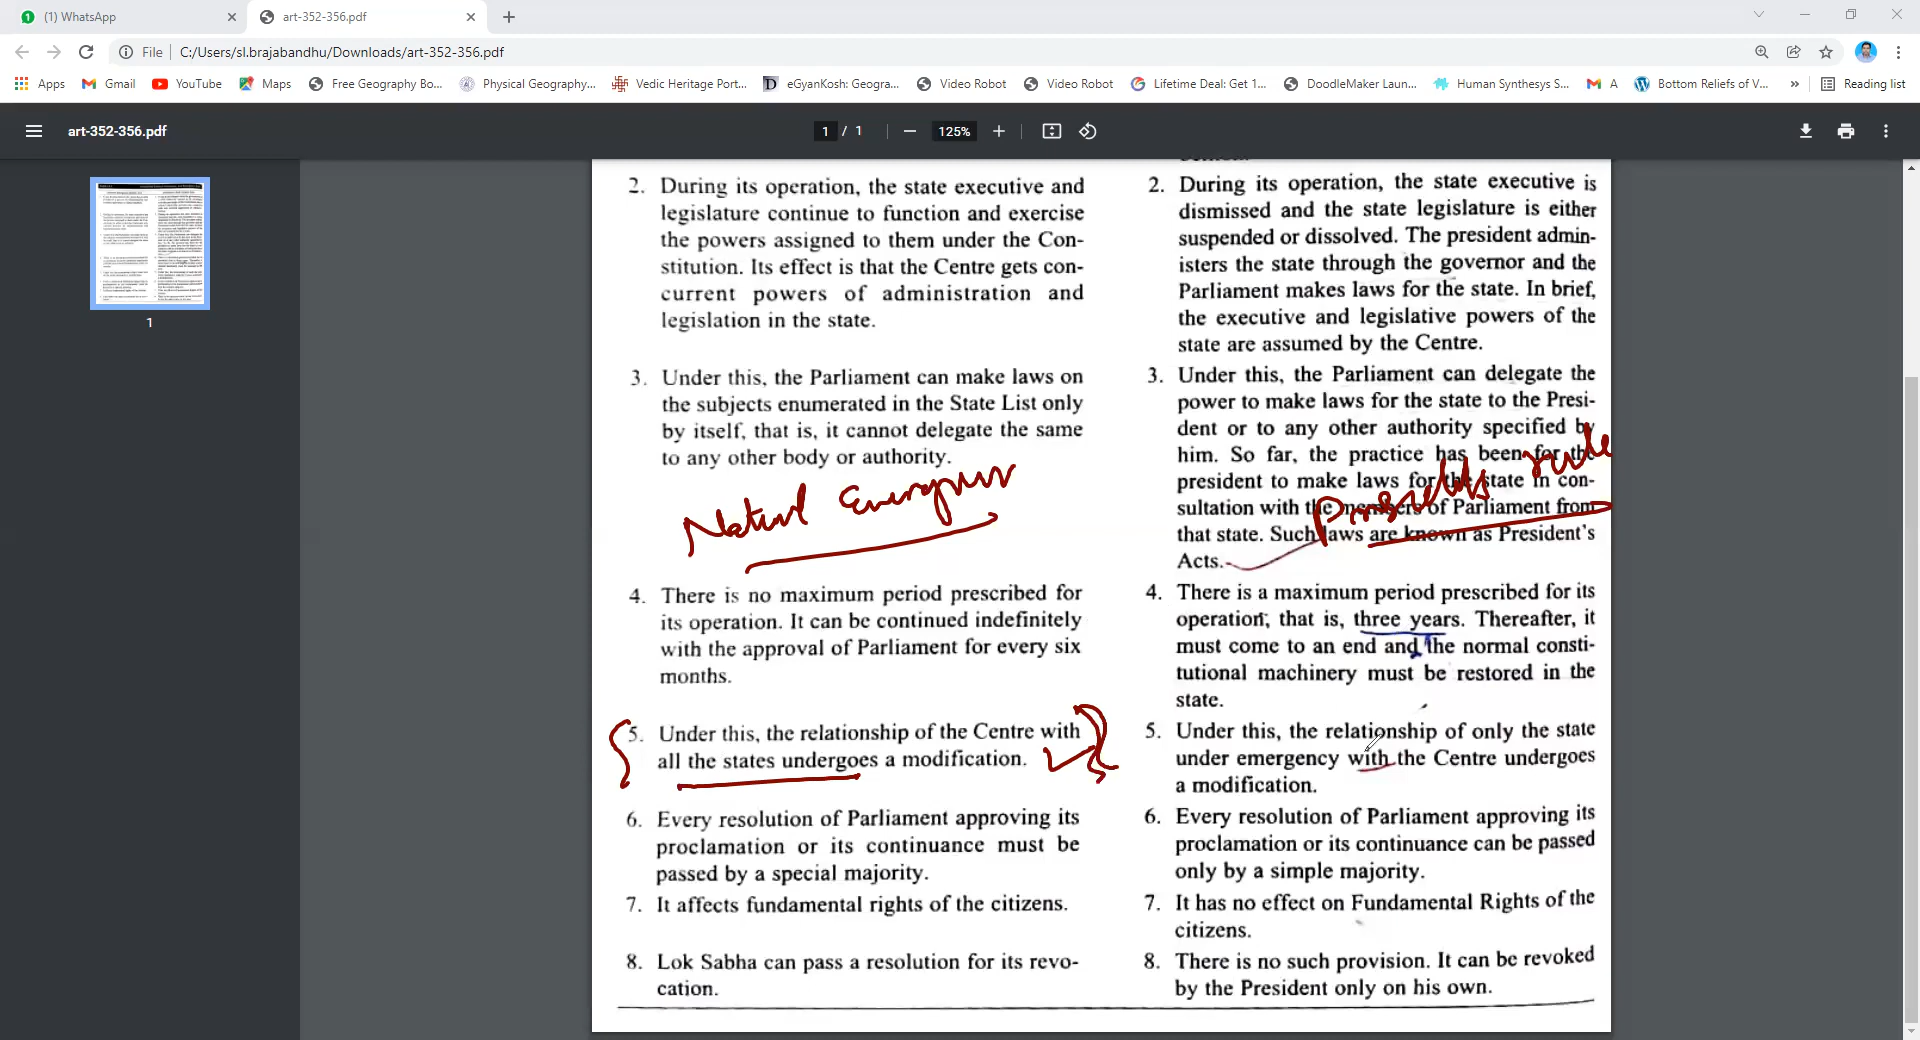 (1) WhatsApp
art-352-356.pdf
File C:/Users/sl.brajabandhu/Downloads/art-352-356.pdf
Apps Gmail YouTube Maps Free Geography Bo... Physical Geography,... Vedic Heritage Port... eGyanKosh: Geogra... Video Robot Video Robot Lifetime Deal: Get 1... DoodleMaker Laun... Human Synthesys S... A Bottom Reliefs of V... » Reading list
art-352-356.pdf
1 / 1
125%
1
2. During its operation, the state executive and
legislature continue to function and exercise
the powers assigned to them under the Con-
stitution. Its effect is that the Centre gets con-
current powers of administration and
legislation in the state.
3. Under this, the Parliament can make laws on
the subjects enumerated in the State List only
by itself, that is, it cannot delegate the same
to any other body or authority.
4. There is no maximum period prescribed for
its operation. It can be continued indefinitely
with the approval of Parliament for every six
months.
5. Under this, the relationship of the Centre with
all the states undergoes a modification.
6. Every resolution of Parliament approving its
proclamation or its continuance must be
passed by a special majority.
7. It affects fundamental rights of the citizens.
8. Lok Sabha can pass a resolution for its revo-
cation.
2. During its operation, the state executive is
dismissed and the state legislature is either
suspended or dissolved. The president admin-
isters the state through the governor and the
Parliament makes laws for the state. In brief,
the executive and legislative powers of the
state are assumed by the Centre.
3. Under this, the Parliament can delegate the
power to make laws for the state to the Presi-
dent or to any other authority specified by
him. So far, the practice has been for the
president to make laws for the state in con-
sultation with the members of Parliament from
that state. Such laws are known as President's
Acts.
rule
4. There is a maximum period prescribed for its
operation, that is, three years. Thereafter, it
must come to an end and the normal consti-
tutional machinery must be restored in the
state.
5. Under this, the relationship of only the state
under emergency with the Centre undergoes
a modification.
6. Every resolution of Parliament approving its
proclamation or its continuance can be passed
only by a simple majority.
7. It has no effect on Fundamental Rights of the
citizens.
8. There is no such provision. It can be revoked
by the President only on his own.